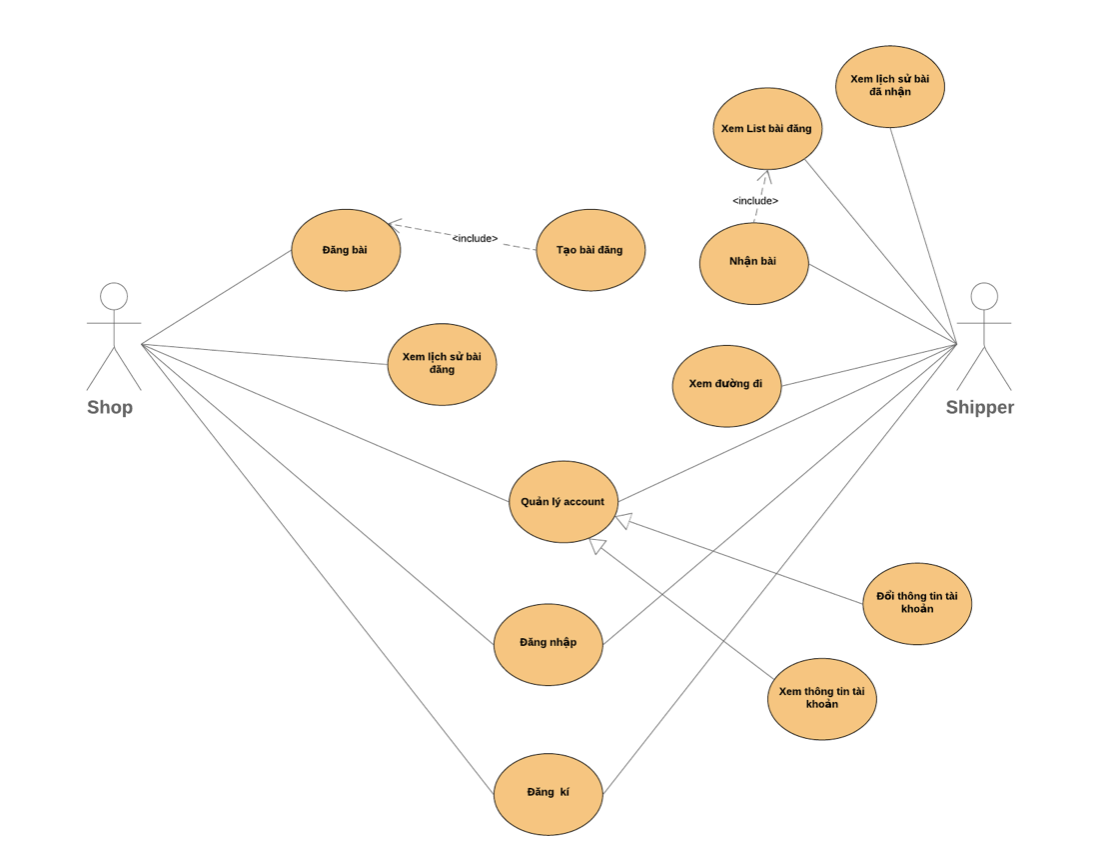 Xem lịch sử bài
đã nhận
Xem List bài đăng
<include>
Đăng bài
<include>
Tạo bài đăng
Nhận bài
Xem lịch sử bài
đăng
Xem đường đi
Shop
Shipper
Quản lý account
Đổi thông tin tài
khoản
Đăng nhập
Xem thông tin tài
khoản
Đăng  kí